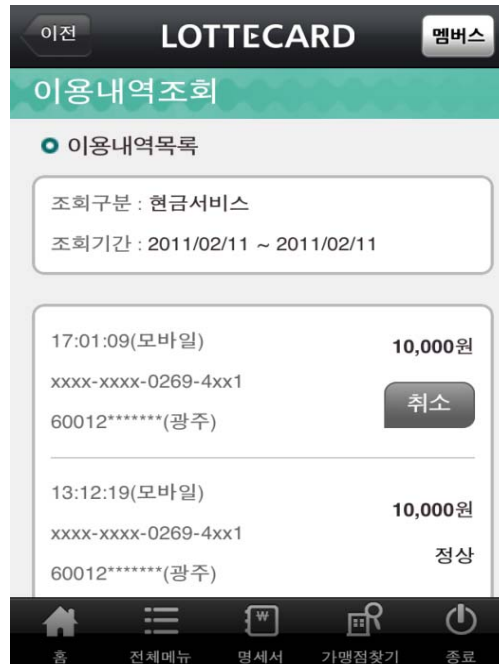 이전 LOTTECARD 멤버스
이용내역조회
이용내역목록
조회구분 : 현금서비스
조회기간 : 2011/02/11 ~ 2011/02/11
17:01:09(모바일)
10,000원
xxxx-xxxx-0269-4xx1
취소
60012*******(광주)
13:12:19(모바일)
10,000원
xxxx-xxxx-0269-4xx1
정상
60012*******(광주)
홈 전체메뉴 명세서 가맹점찾기 종료